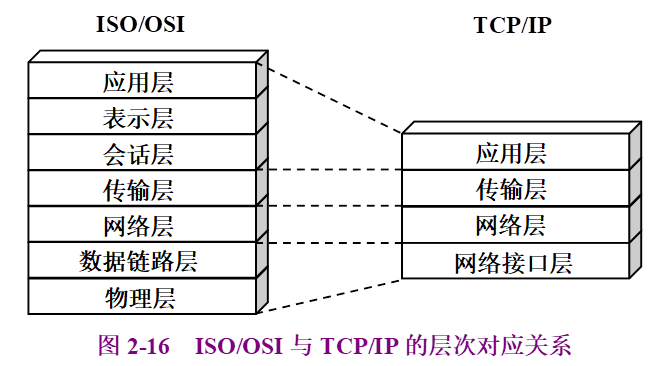 ISO/OSI
TCP/IP
应用层
表示层
会话层
传输层
网络层
数据链路层
物理层
应用层
传输层
网络层
网络接口层
图 2-16 ISO/OSI 与 TCP/IP 的层次对应关系